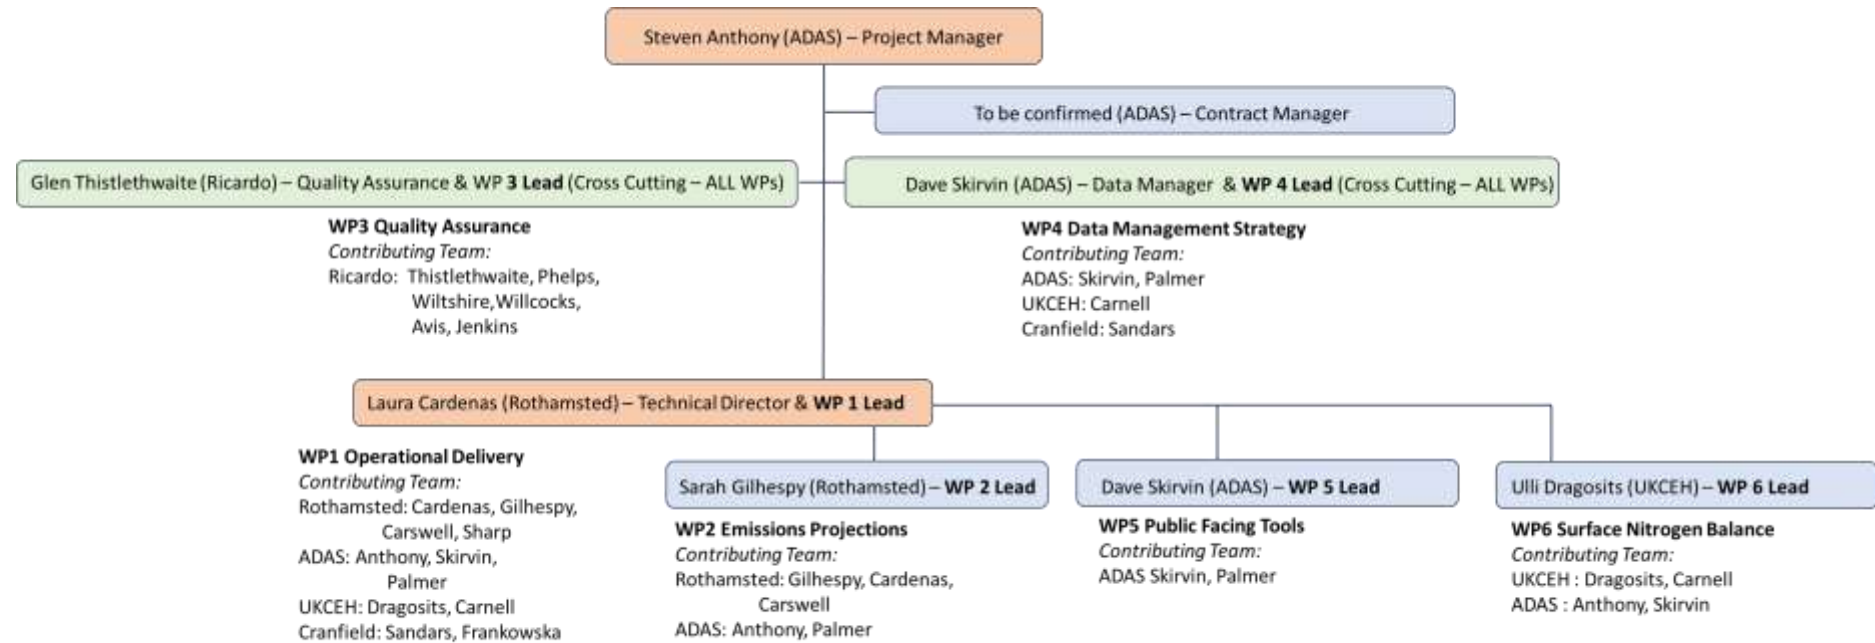 Steven Anthony (ADAS) – Project Manager
To be confirmed (ADAS) – Contract Manager
Glen Thistlethwaite (Ricardo) – Quality Assurance & WP 3 Lead (Cross Cutting – ALL WPs)
Dave Skirvin (ADAS) – Data Manager & WP 4 Lead (Cross Cutting – ALL WPs)
WP3 Quality Assurance
Contributing Team:
Ricardo: Thistlethwaite, Phelps,
Wiltshire,Willcocks,
Avis, Jenkins
WP4 Data Management Strategy
Contributing Team:
ADAS: Skirvin, Palmer
UKCEH: Carnell
Cranfield: Sandars
Laura Cardenas (Rothamsted) – Technical Director & WP 1 Lead
WP1 Operational Delivery
Contributing Team:
Rothamsted: Cardenas, Gilhespy,
Carswell, Sharp
ADAS: Anthony, Skirvin,
Palmer
UKCEH: Dragosits, Carnell
Cranfield: Sandars, Frankowska
Sarah Gilhespy (Rothamsted) – WP 2 Lead
WP2 Emissions Projections
Contributing Team:
Rothamsted: Gilhespy, Cardenas,
Carswell
ADAS: Anthony, Palmer
Dave Skirvin (ADAS) – WP 5 Lead
WP5 Public Facing Tools
Contributing Team:
ADAS Skirvin, Palmer
Ulli Dragosits (UKCEH) – WP 6 Lead
WP6 Surface Nitrogen Balance
Contributing Team:
UKCEH : Dragosits, Carnell
ADAS : Anthony, Skirvin